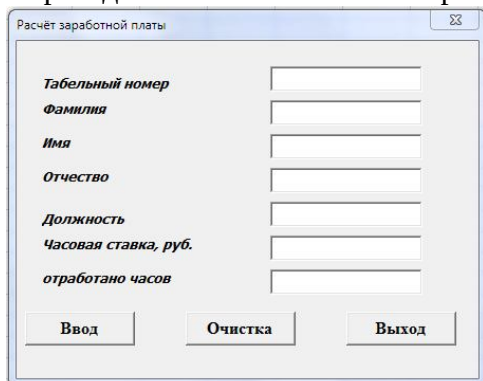 Расчёт заработной платы
Табельный номер
Фамилия
Имя
Отчество
Должность
Часовая ставка, руб.
отработано часов
Ввод Очистка Выход